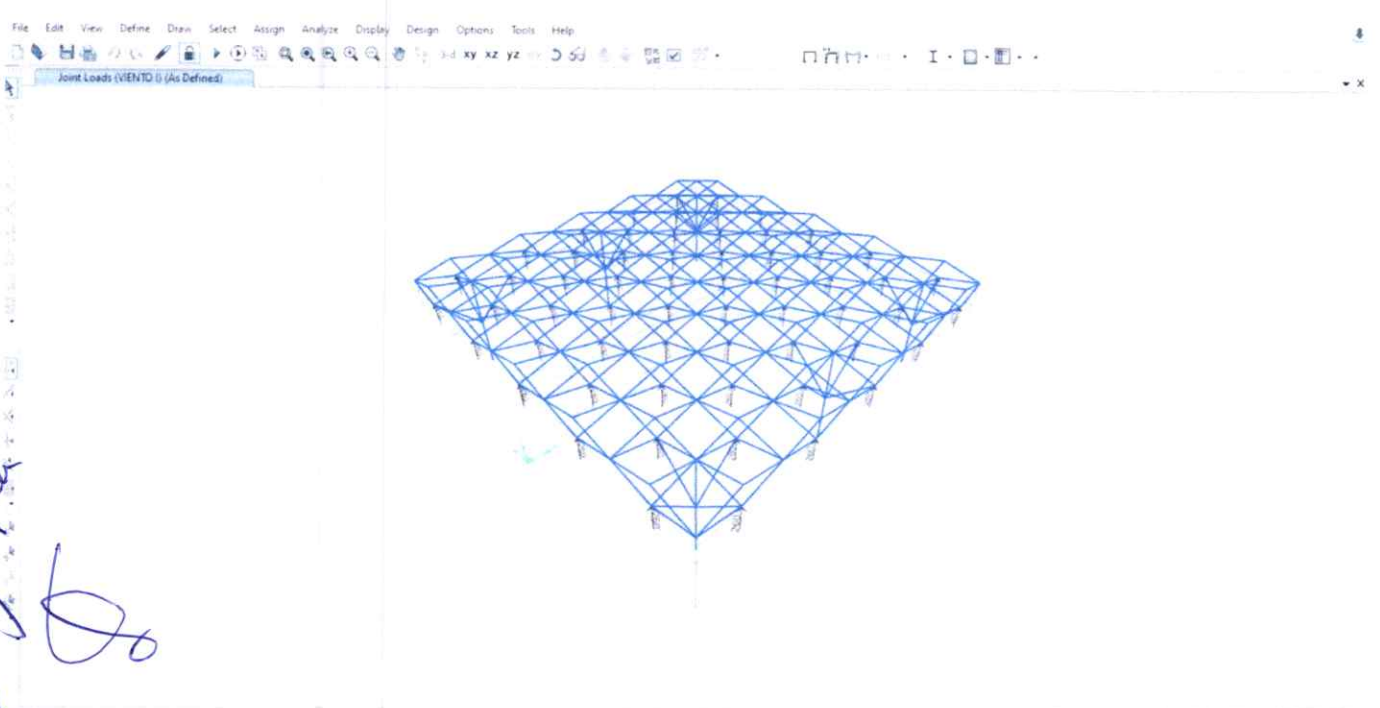 File Edit View Define Draw Select Assign Analyze Display Design Options Tools Help
xy xz yz
Joint Loads (VIENTO I) (As Defined)